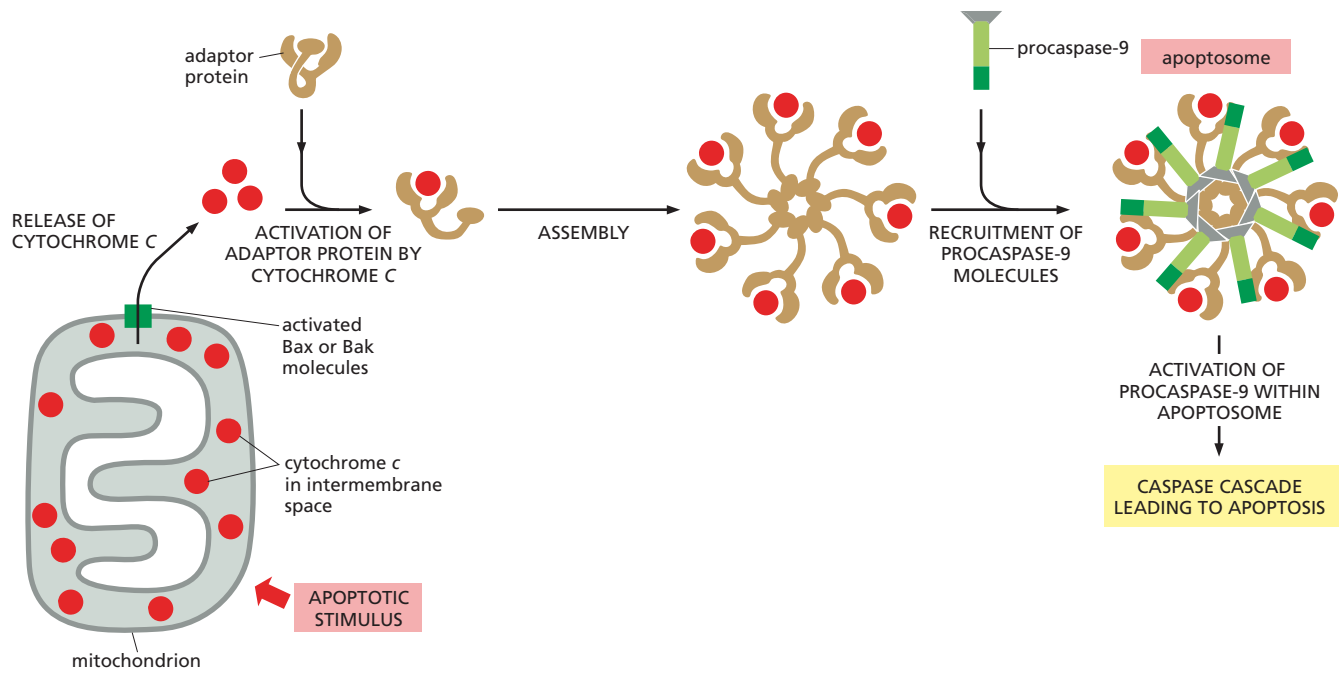 adaptor
protein
procaspase-9
apoptosome
RELEASE OF
CYTOCHROME C
ACTIVATION OF
ADAPTOR PROTEIN BY
CYTOCHROME C
ASSEMBLY
RECRUITMENT OF
PROCASPASE-9
MOLECULES
activated
Bax or Bak
molecules
ACTIVATION OF
PROCASPASE-9 WITHIN
APOPTOSOME
cytochrome c
in intermembrane
space
CASPASE CASCADE
LEADING TO APOPTOSIS
APOPTOTIC
STIMULUS
mitochondrion